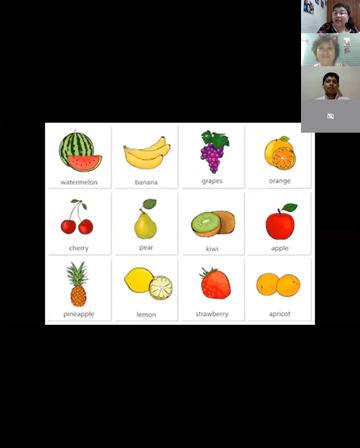 watermelon banana grapes orange
cherry pear kiwi apple
pineapple lemon strawberry apricot